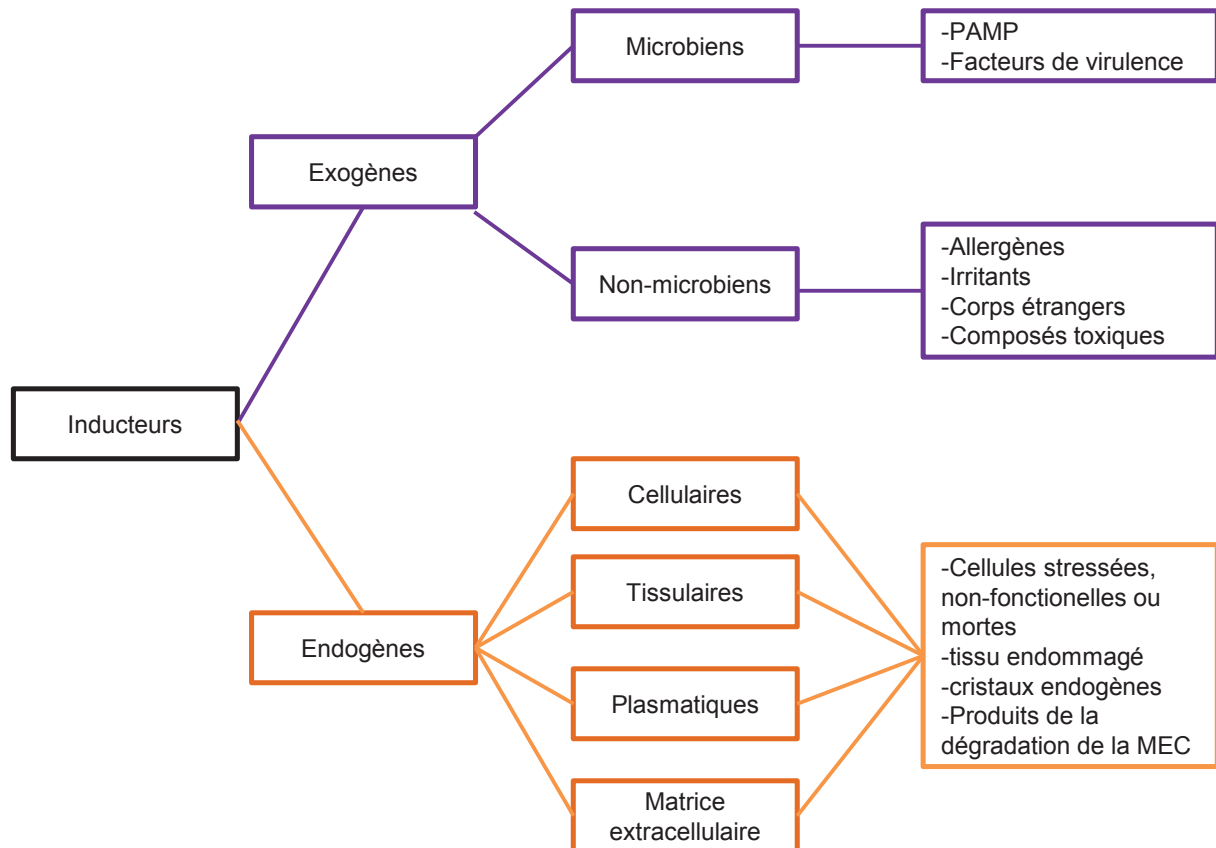 Microbiens
-PAMP
-Facteurs de virulence
Exogènes
Non-microbiens
-Allergènes
-Irritants
-Corps étrangers
-Composés toxiques
Inducteurs
Cellulaires
Tissulaires
Endogènes
Plasmatiques
Matrice
extracellulaire
-Cellules stressées,
non-fonctionelles ou
mortes
-tissu endommagé
-cristaux endogènes
-Produits de la
dégradation de la MEC